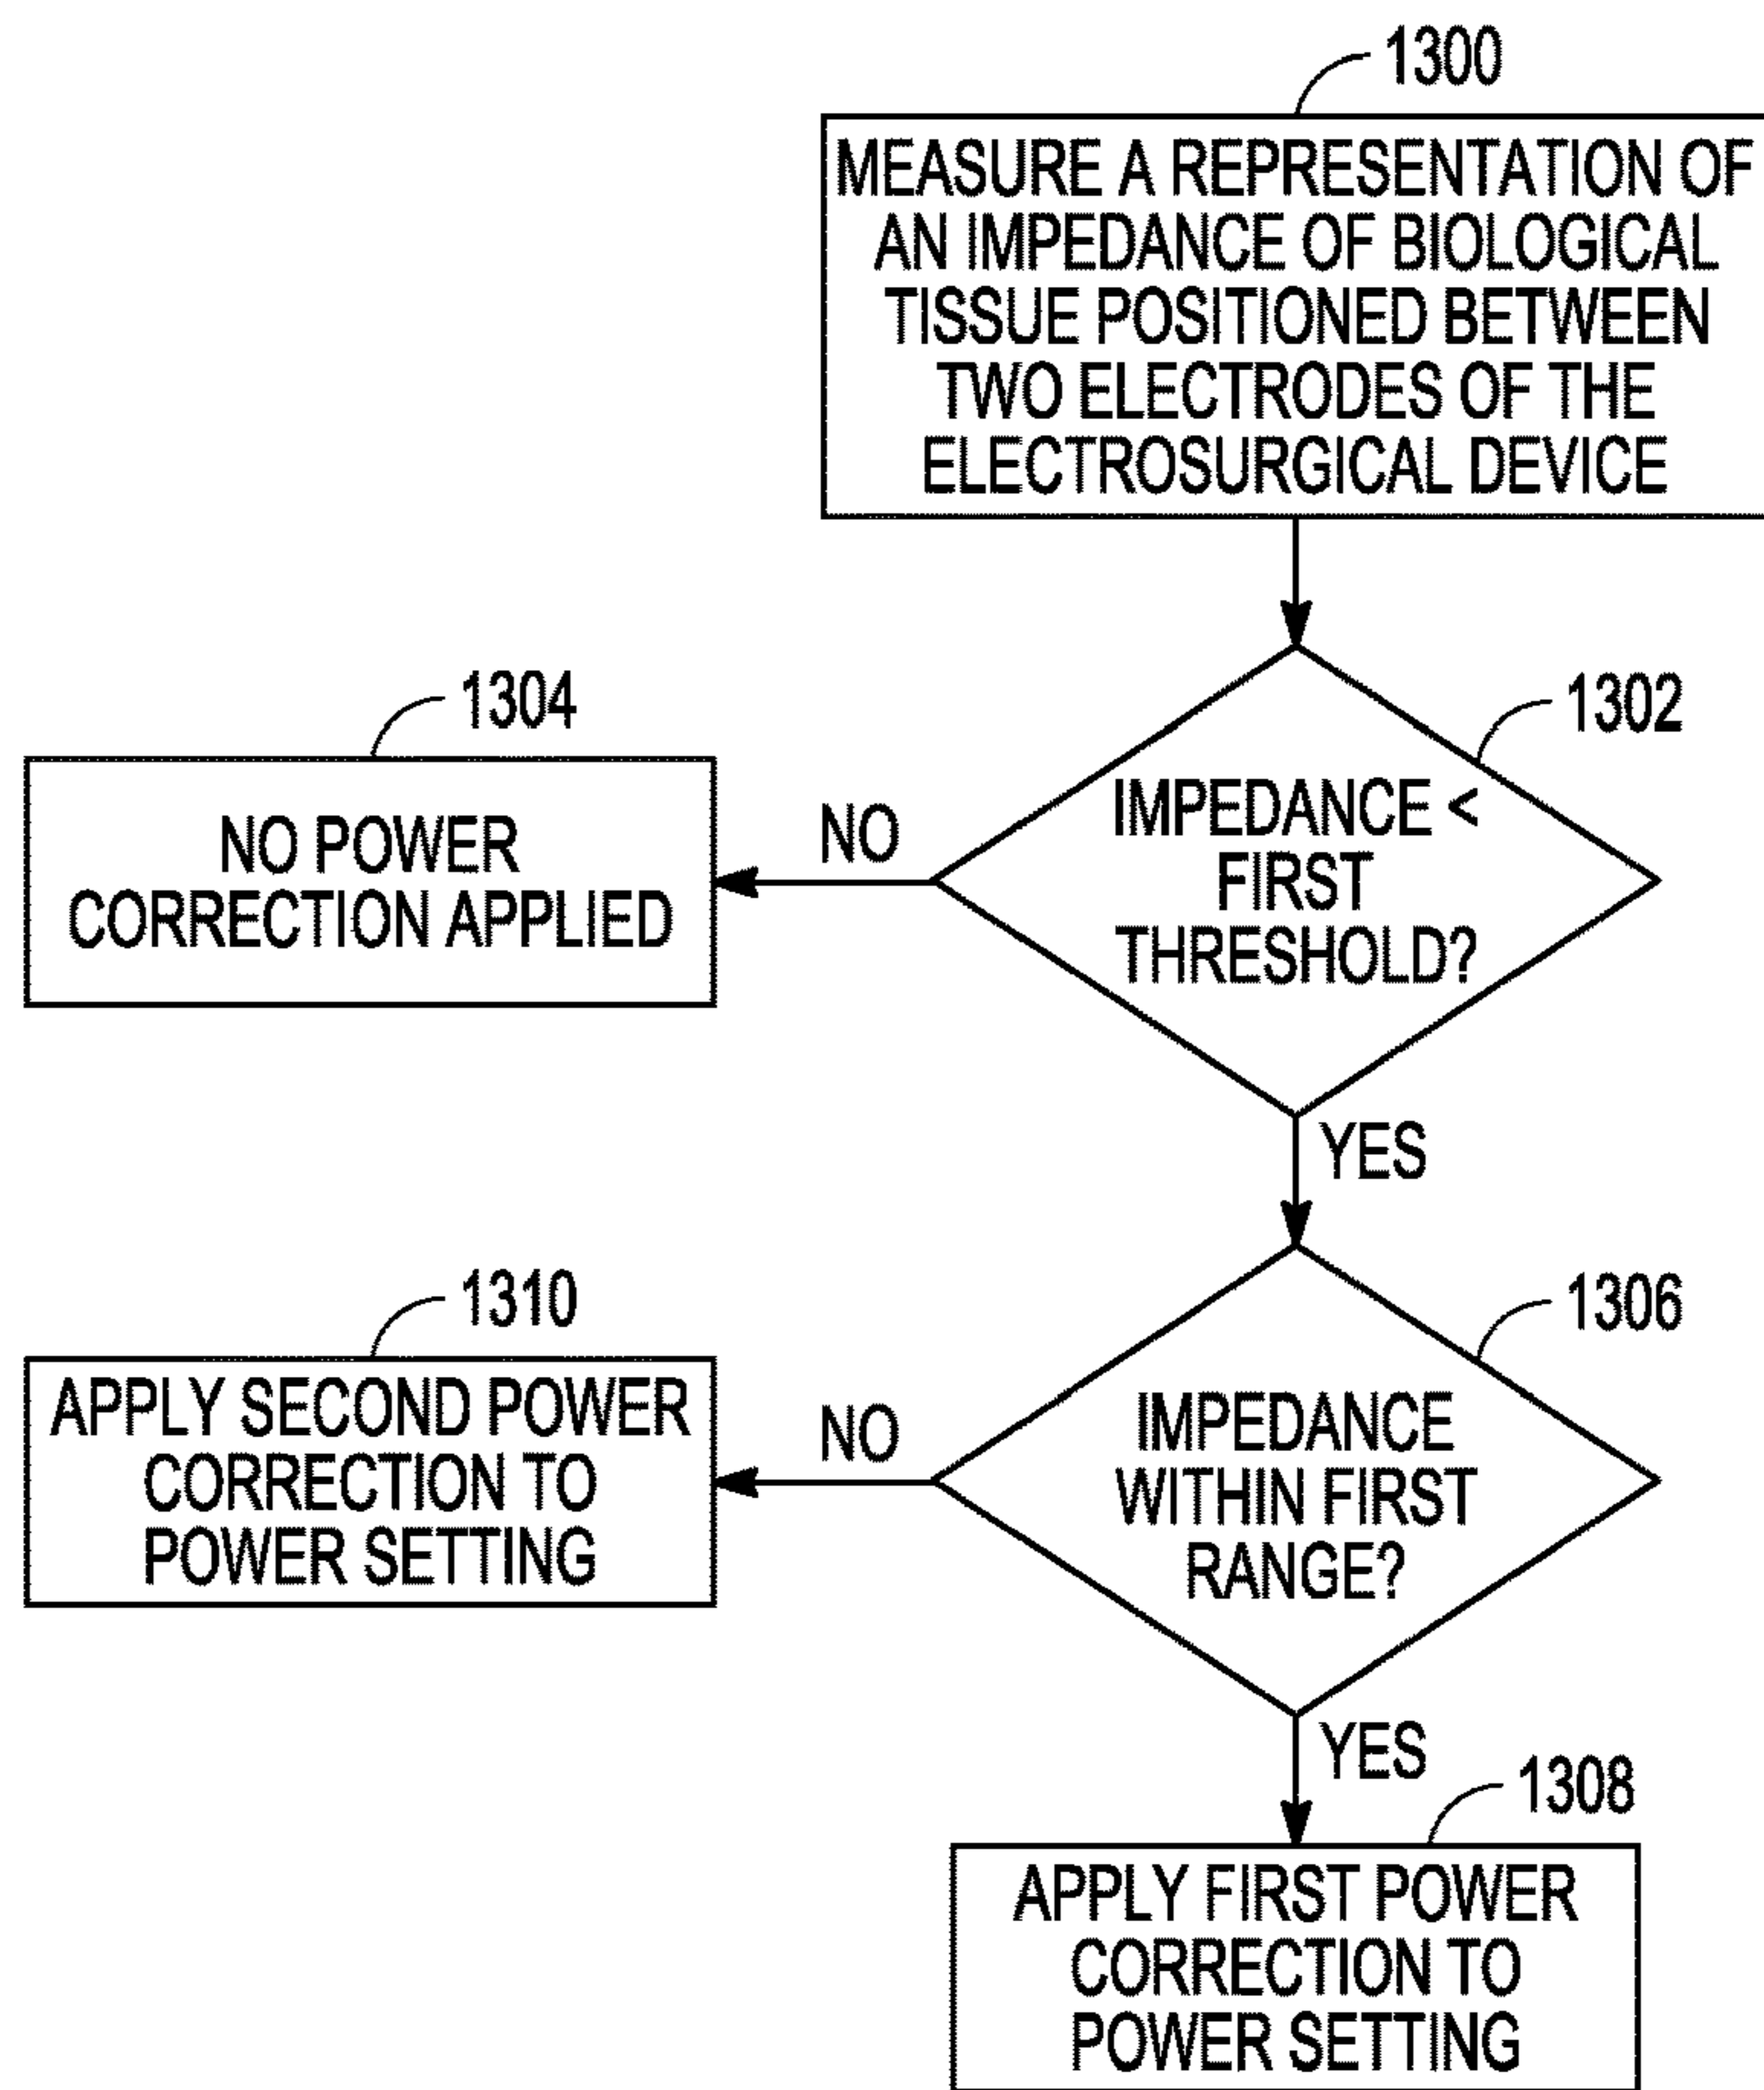 1300
MEASURE A REPRESENTATION OF
AN IMPEDANCE OF BIOLOGICAL
TISSUE POSITIONED BETWEEN
TWO ELECTRODES OF THE
ELECTROSURGICAL DEVICE
1302
IMPEDANCE <
FIRST
THRESHOLD?
NO
1304
NO POWER
CORRECTION APPLIED
YES
1306
IMPEDANCE
WITHIN FIRST
RANGE?
NO
1310
APPLY SECOND POWER
CORRECTION TO
POWER SETTING
YES
1308
APPLY FIRST POWER
CORRECTION TO
POWER SETTING